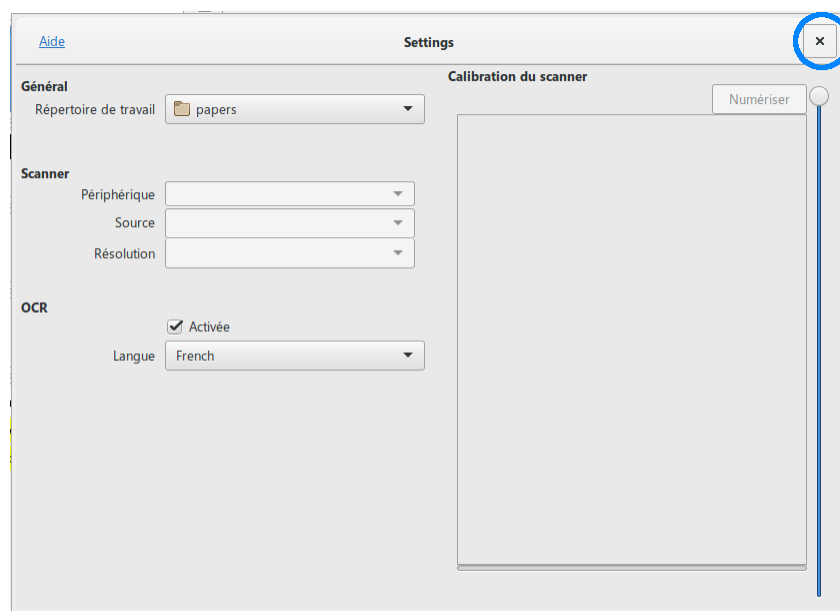 Aide
Settings
Général
Répertoire de travail
papers
Scanner
Périphérique
Source
Résolution
OCR
Activée
Langue
French
Calibration du scanner
Numériser